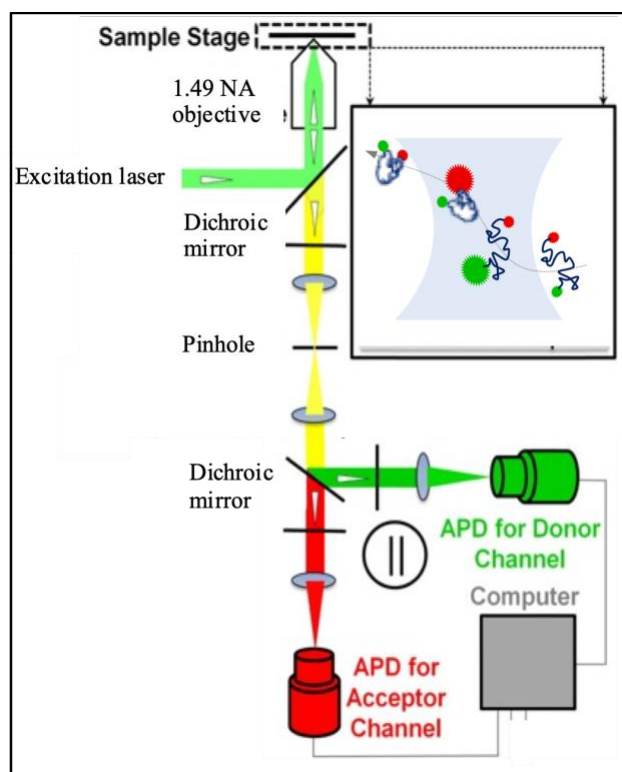 Sample Stage
1.49 NA
objective
Excitation laser
Dichroic
mirror
Pinhole
Dichroic
mirror
APD for Donor
Channel
Computer
APD for
Acceptor
Channel